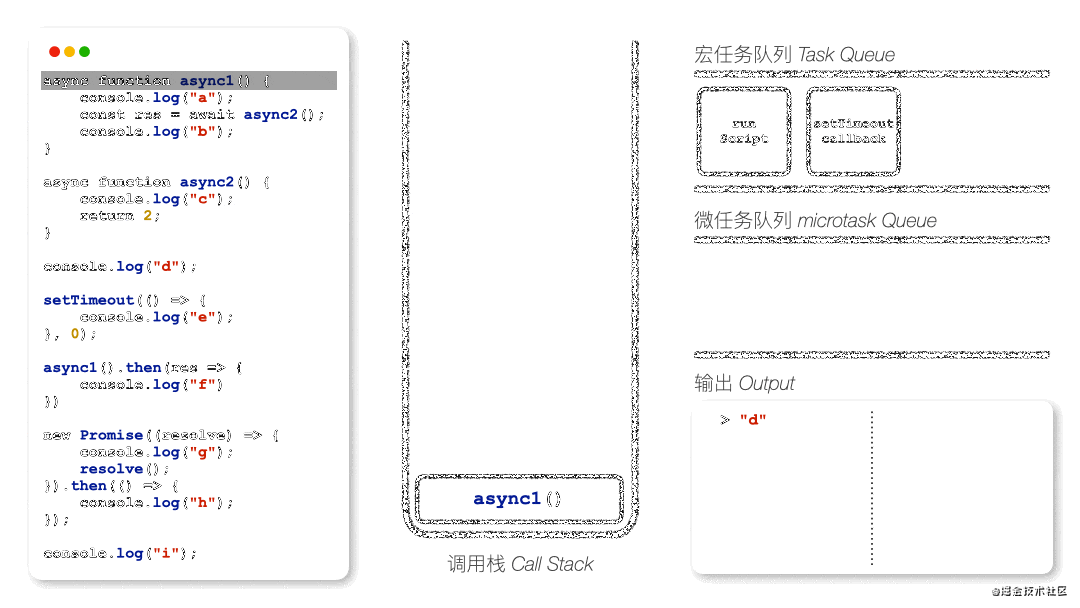 async function async1() {
    console.log("a");
    const res = await async2();
    console.log("b");
}
async function async2() {
    console.log("c");
    return 2;
}
console.log("d");
setTimeout(() => {
    console.log("e");
}, 0);
async1().then(res => {
    console.log("f")
})
new Promise((resolve) => {
    console.log("g");
    resolve();
}).then(() => {
    console.log("h");
});
console.log("i");
async1()
调用栈 Call Stack
宏任务队列 Task Queue
run
Script
setTimeout
callback
微任务队列 microtask Queue
输出 Output
> "d"
@掘金技术社区